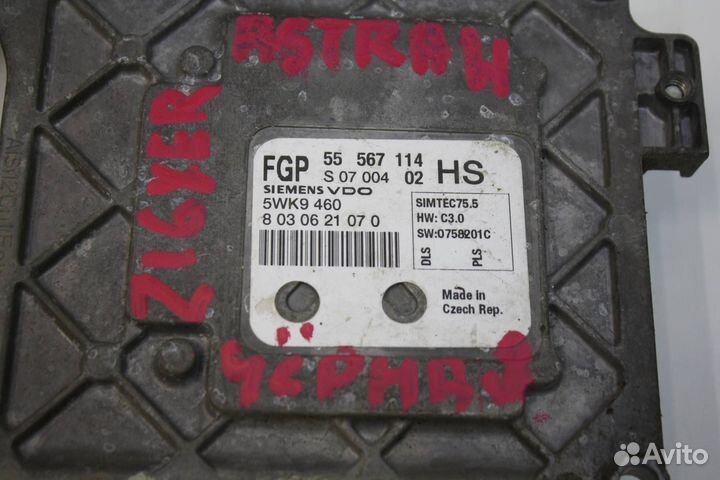 ASTRA H
Z16XER
FGP 55 567 114 HS
S 07 004 02
SIEMENS VDO
5WK9 460
8 03 06 21 07 0
SIMTEC75.5
HW: C3.0
SW:0758201C
DLS
PLS
Made in
Czech Rep.
Avito